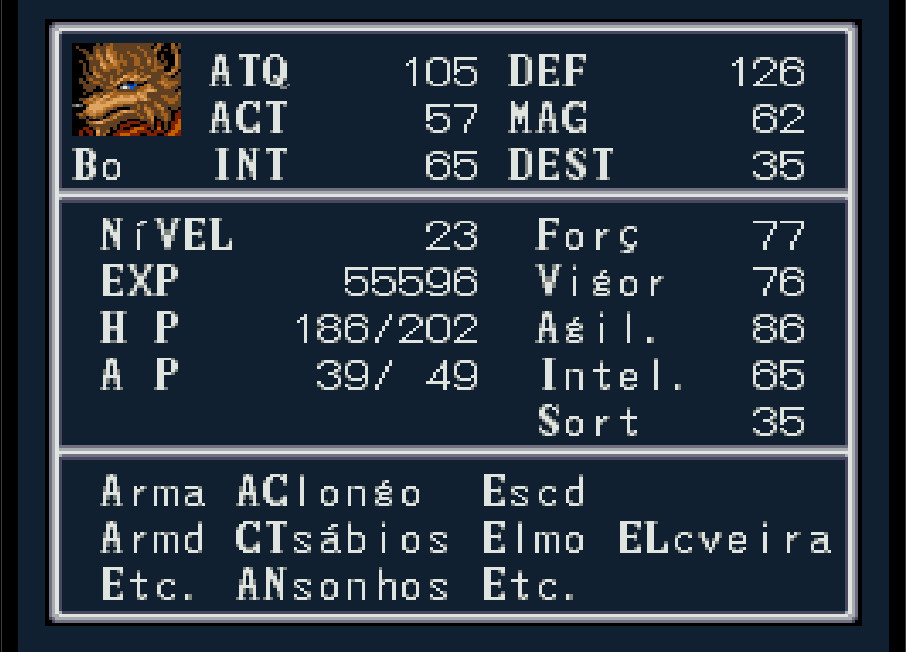 ATQ 105 DEF 126
ACT 57 MAG 62
Bo INT 65 DEST 35
NíVEL 23 Forç 77
EXP 55596 Vigor 76
H P 186/202 Agil. 86
A P 39/ 49 Intel. 65
Sort 35
Arma AClongo Escd
Armd CTsábios Elmo ELcveira
Etc. ANsonhos Etc.